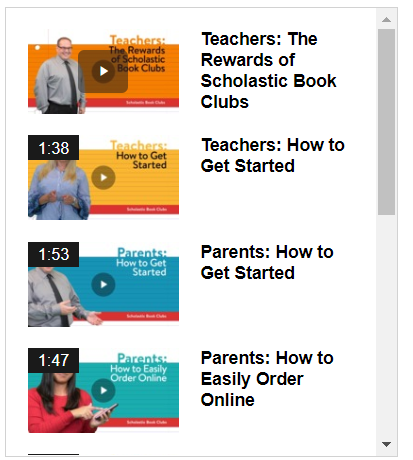 Teachers:
The Rewards
of Scholastic
Book Clubs
Scholastic Book Clubs
Teachers: The
Rewards of
Scholastic Book
Clubs
1:38
Teachers:
How to Get
Started
Scholastic Book Clubs
Teachers: How to
Get Started
1:53
Parents:
How to Get
Started
Scholastic Book Clubs
Parents: How to
Get Started
1:47
Parents:
How to Easily
Order Online
Scholastic Book Clubs
Parents: How to
Easily Order
Online